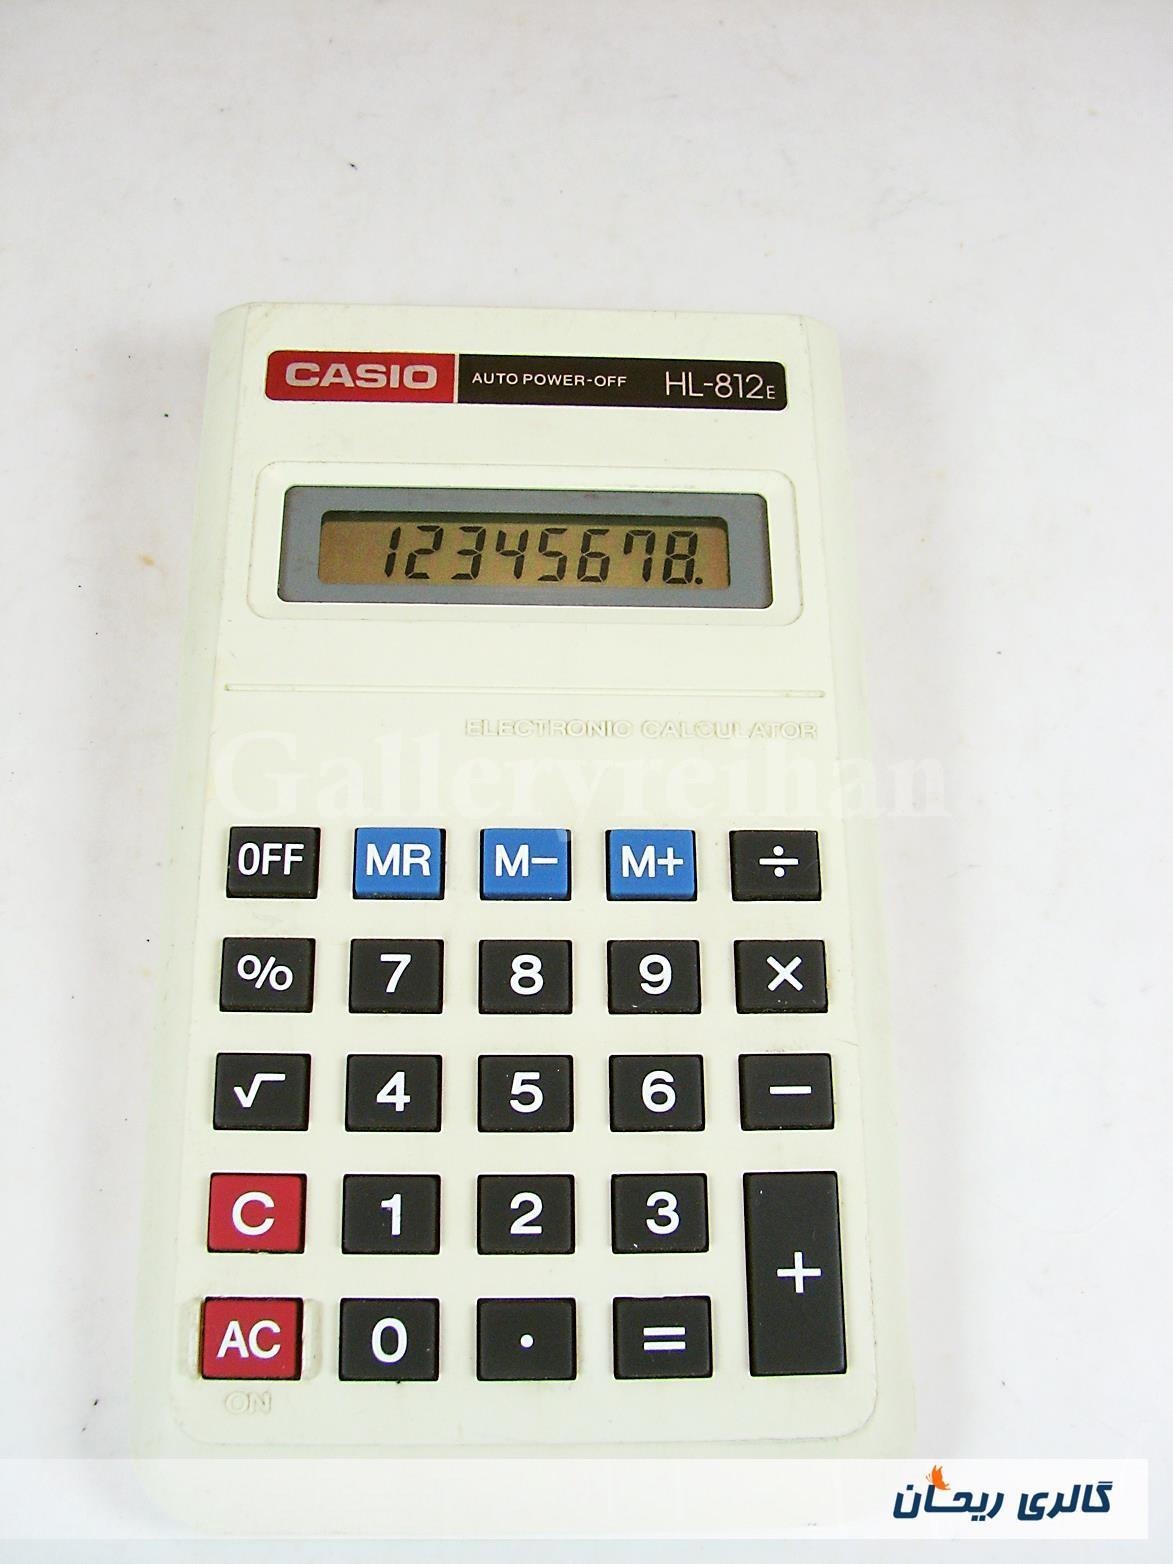 CASIO AUTO POWER-OFF HL-812E
12345678.
ELECTRONIC CALCULATOR
Galleryreihan
OFF MR M− M+ ÷
% 7 8 9 ×
√ 4 5 6 −
C 1 2 3 +
AC 0 . =
ON
گالری ریحان